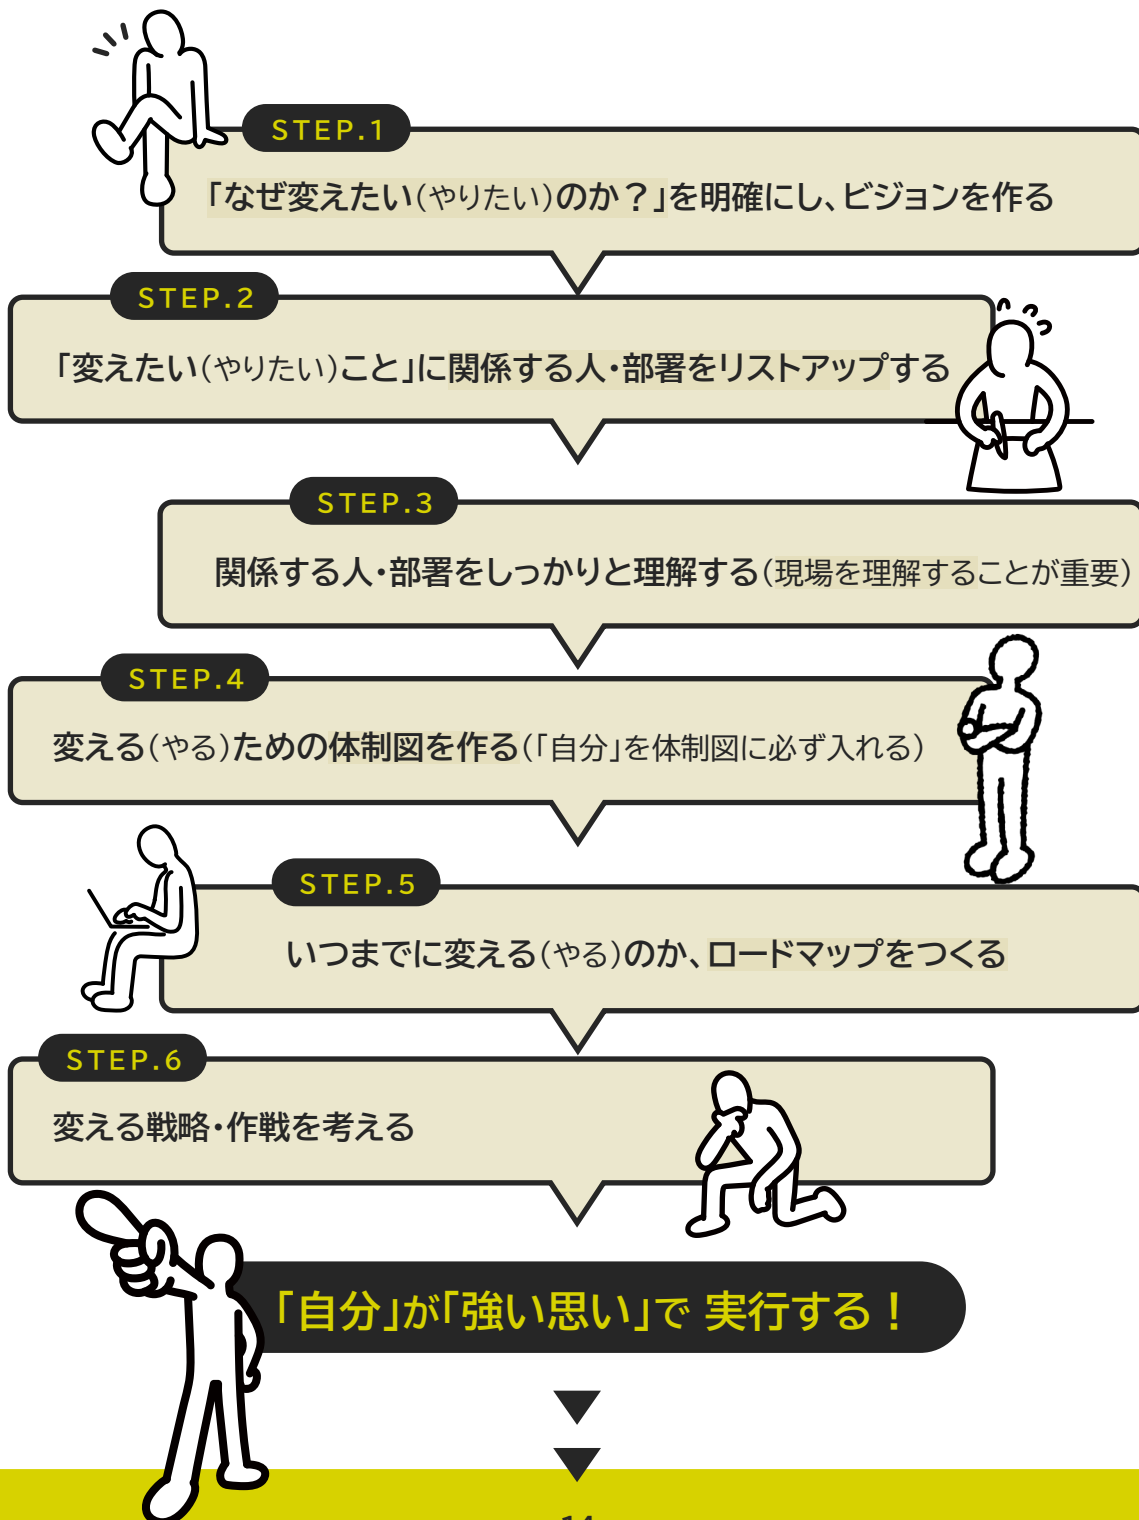 STEP.1
「なぜ変えたい(やりたい)のか？」を明確にし、ビジョンを作る
STEP.2
「変えたい(やりたい)こと」に関係する人・部署をリストアップする
STEP.3
関係する人・部署をしっかりと理解する(現場を理解することが重要)
STEP.4
変える(やる)ための体制図を作る(「自分」を体制図に必ず入れる)
STEP.5
いつまでに変える(やる)のか、ロードマップをつくる
STEP.6
変える戦略・作戦を考える
「自分」が「強い思い」で 実行する！